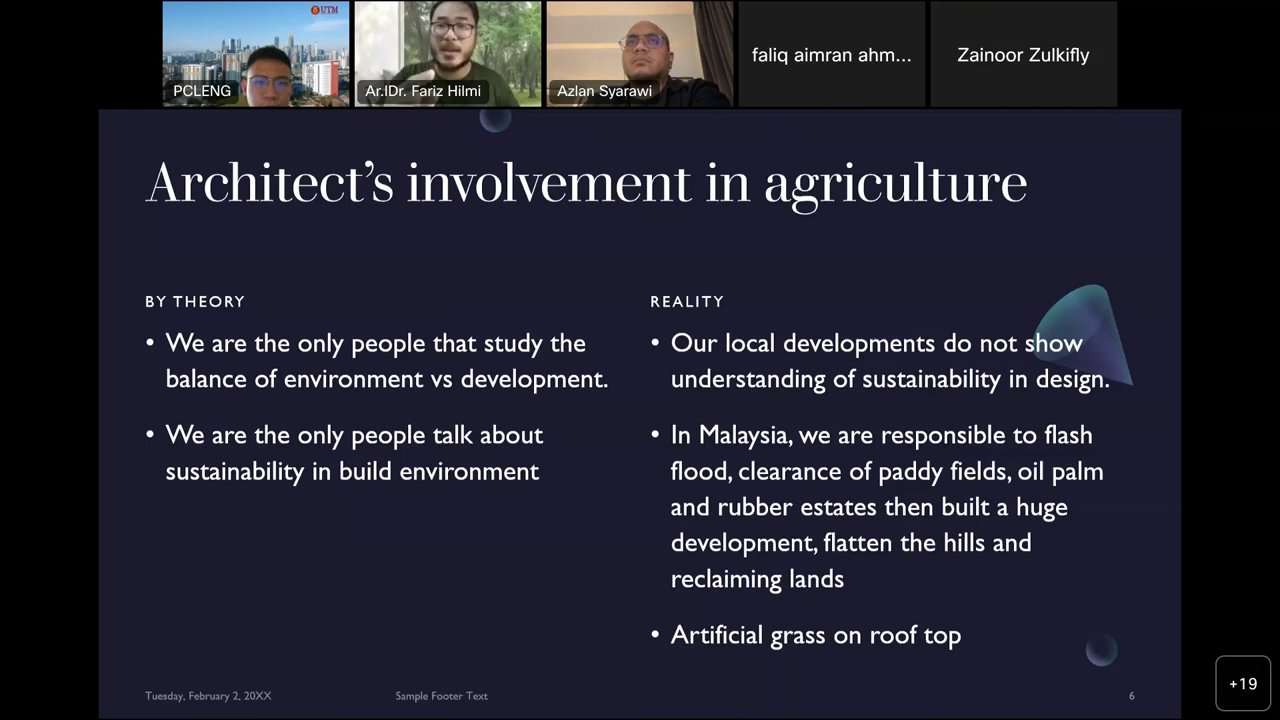 UTM
PCLENG
Ar.IDr. Fariz Hilmi
Azlan Syarawi
faliq aimran ahm...
Zainoor Zulkifly
Architect's involvement in agriculture
BY THEORY
• We are the only people that study the
balance of environment vs development.
• We are the only people talk about
sustainability in build environment
REALITY
• Our local developments do not show
understanding of sustainability in design.
• In Malaysia, we are responsible to flash
flood, clearance of paddy fields, oil palm
and rubber estates then built a huge
development, flatten the hills and
reclaiming lands
• Artificial grass on roof top
Tuesday, February 2, 20XX
Sample Footer Text
6
+19